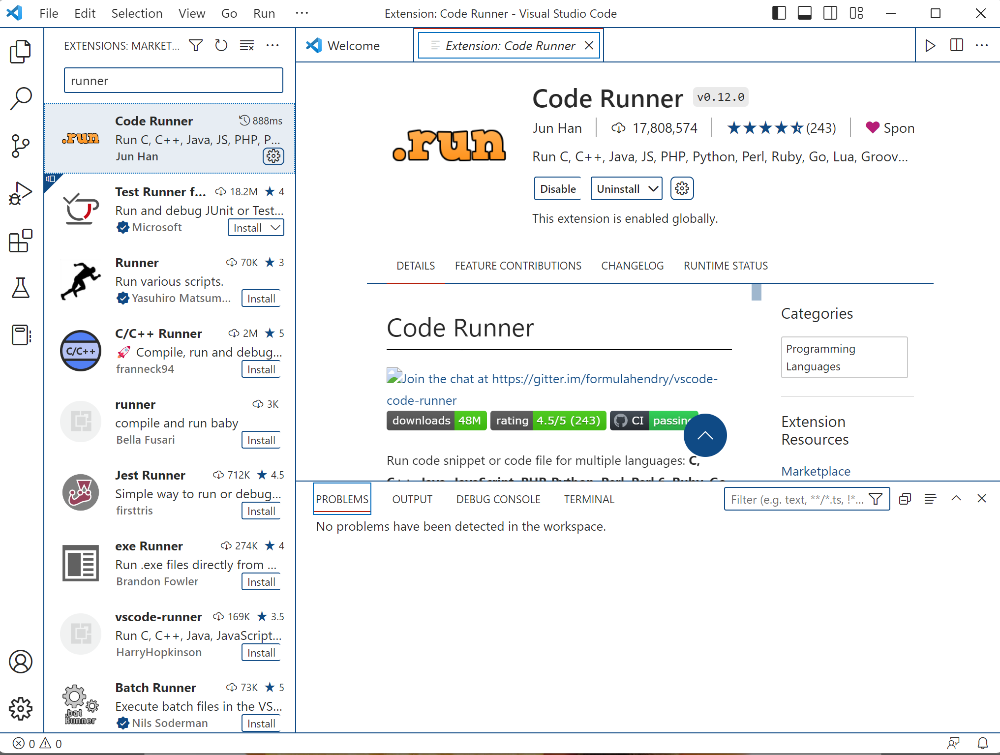 File Edit Selection View Go Run ···
Extension: Code Runner - Visual Studio Code
EXTENSIONS: MARKET...
runner
Code Runner 888ms
Run C, C++, Java, JS, PHP, P...
Jun Han
Test Runner f... 18.2M 4
Run and debug JUnit or Test...
Microsoft Install
Runner 70K 3
Run various scripts.
Yasuhiro Matsum... Install
C/C++
C/C++ Runner 2M 5
🚀 Compile, run and debug...
franneck94 Install
runner 3K
compile and run baby
Bella Fusari Install
Jest Runner 712K 4.5
Simple way to run or debug...
firsttris Install
exe Runner 274K 4
Run .exe files directly from ...
Brandon Fowler Install
vscode-runner 169K 3.5
Run C, C++, Java, JavaScript...
HarryHopkinson Install
.bat
Runner
Batch Runner 73K 5
Execute batch files in the VS...
Nils Soderman Install
Welcome
Extension: Code Runner
.run
Code Runner v0.12.0
Jun Han 17,808,574 ★★★★⯪(243) Spon
Run C, C++, Java, JS, PHP, Python, Perl, Ruby, Go, Lua, Groov...
Disable Uninstall
This extension is enabled globally.
DETAILS FEATURE CONTRIBUTIONS CHANGELOG RUNTIME STATUS
Code Runner
Join the chat at https://gitter.im/formulahendry/vscode-
code-runner
downloads 48M rating 4.5/5 (243) CI passing
Run code snippet or code file for multiple languages: C,
C++, Java, JavaScript, PHP, Python, Perl, Perl 6, Ruby, Go
Categories
Programming
Languages
Extension
Resources
Marketplace
PROBLEMS OUTPUT DEBUG CONSOLE TERMINAL
Filter (e.g. text, **/*.ts, !*...
No problems have been detected in the workspace.
0 0